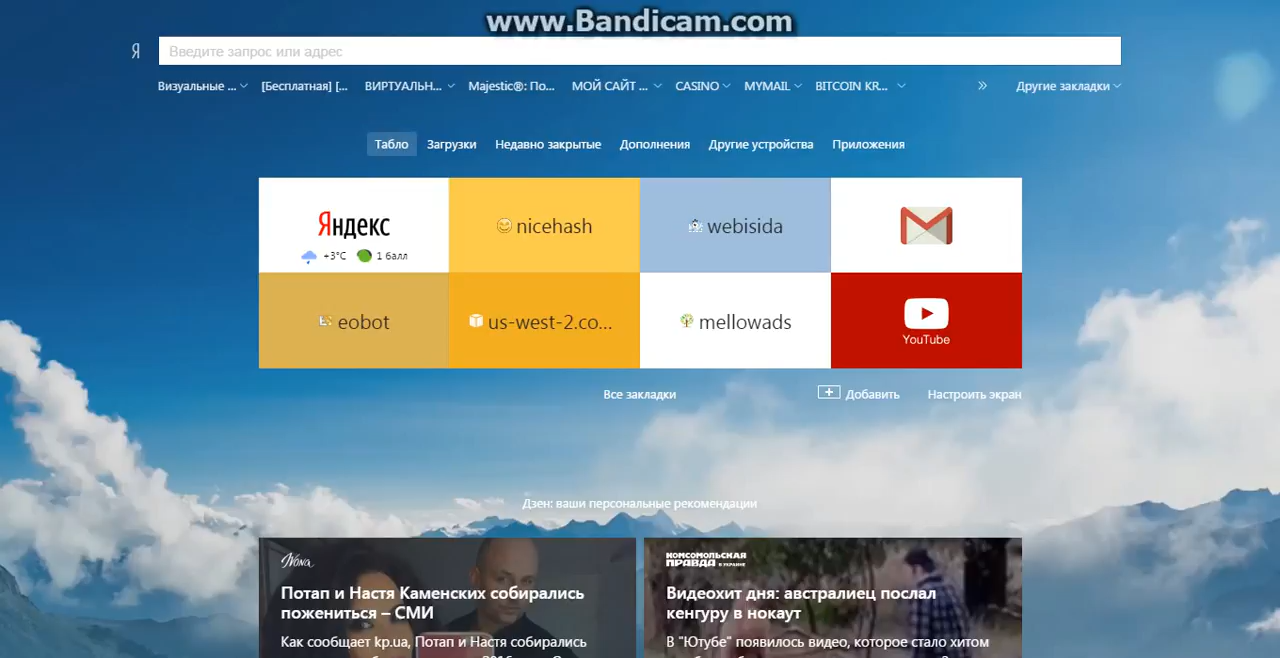 www.Bandicam.com
Я Введите запрос или адрес
Визуальные ... [Бесплатная] [... ВИРТУАЛЬН... Majestic®: По... МОЙ САЙТ ... CASINO MYMAIL BITCOIN KR... » Другие закладки
Табло Загрузки Недавно закрытые Дополнения Другие устройства Приложения
Яндекс
+3°C 1 балл
nicehash
webisida
eobot
us-west-2.co...
mellowads
YouTube
Все закладки Добавить Настроить экран
Дзен: ваши персональные рекомендации
Ivona
Потап и Настя Каменских собирались
пожениться – СМИ
Как сообщает kp.ua, Потап и Настя собирались
КОМСОМОЛЬСКАЯ
ПРАВДА В УКРАИНЕ
Видеохит дня: австралиец послал
кенгуру в нокаут
В "Ютубе" появилось видео, которое стало хитом